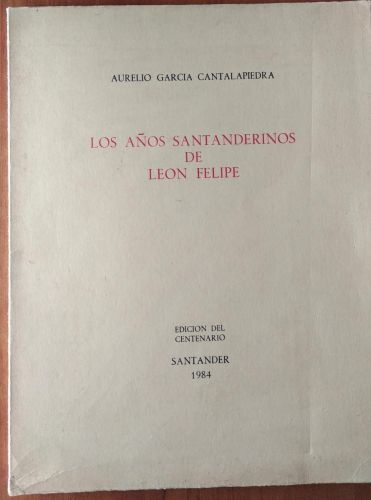 AURELIO GARCIA CANTALAPIEDRA
LOS AÑOS SANTANDERINOS
DE
LEON FELIPE
EDICION DEL
CENTENARIO
SANTANDER
1984